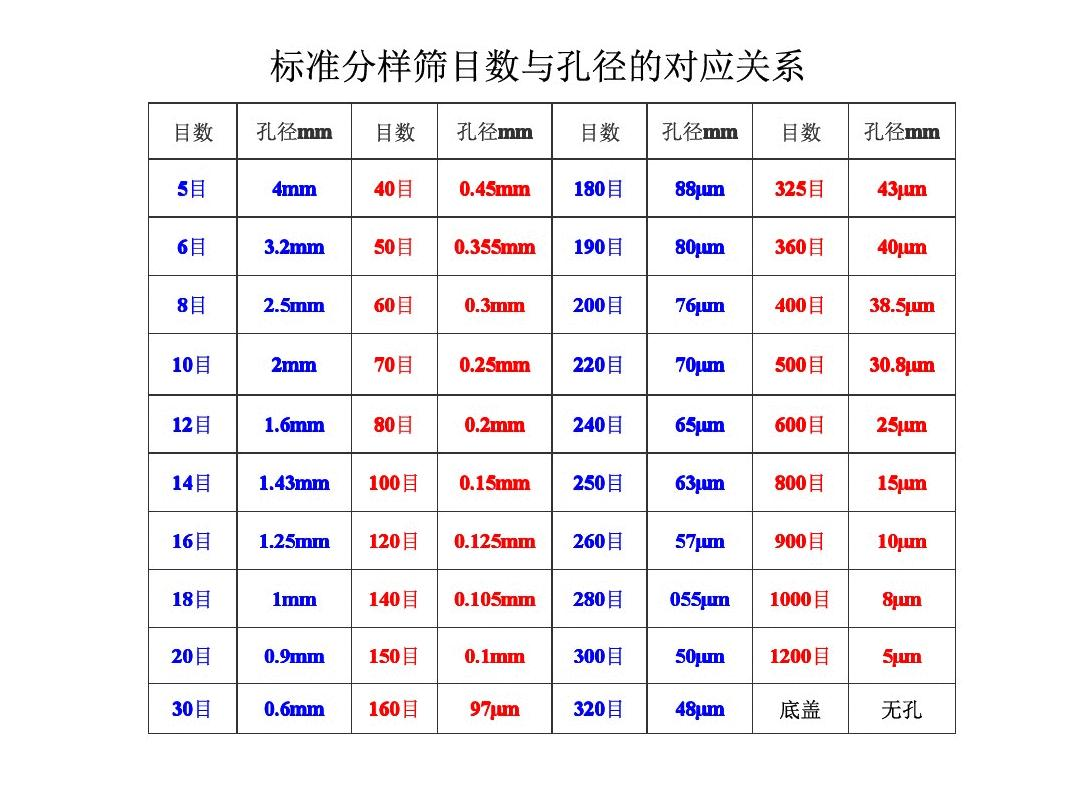 标准分样筛目数与孔径的对应关系
目数 孔径mm 目数 孔径mm 目数 孔径mm 目数 孔径mm
5目 4mm 40目 0.45mm 180目 88μm 325目 43μm
6目 3.2mm 50目 0.355mm 190目 80μm 360目 40μm
8目 2.5mm 60目 0.3mm 200目 76μm 400目 38.5μm
10目 2mm 70目 0.25mm 220目 70μm 500目 30.8μm
12目 1.6mm 80目 0.2mm 240目 65μm 600目 25μm
14目 1.43mm 100目 0.15mm 250目 63μm 800目 15μm
16目 1.25mm 120目 0.125mm 260目 57μm 900目 10μm
18目 1mm 140目 0.105mm 280目 055μm 1000目 8μm
20目 0.9mm 150目 0.1mm 300目 50μm 1200目 5μm
30目 0.6mm 160目 97μm 320目 48μm 底盖 无孔